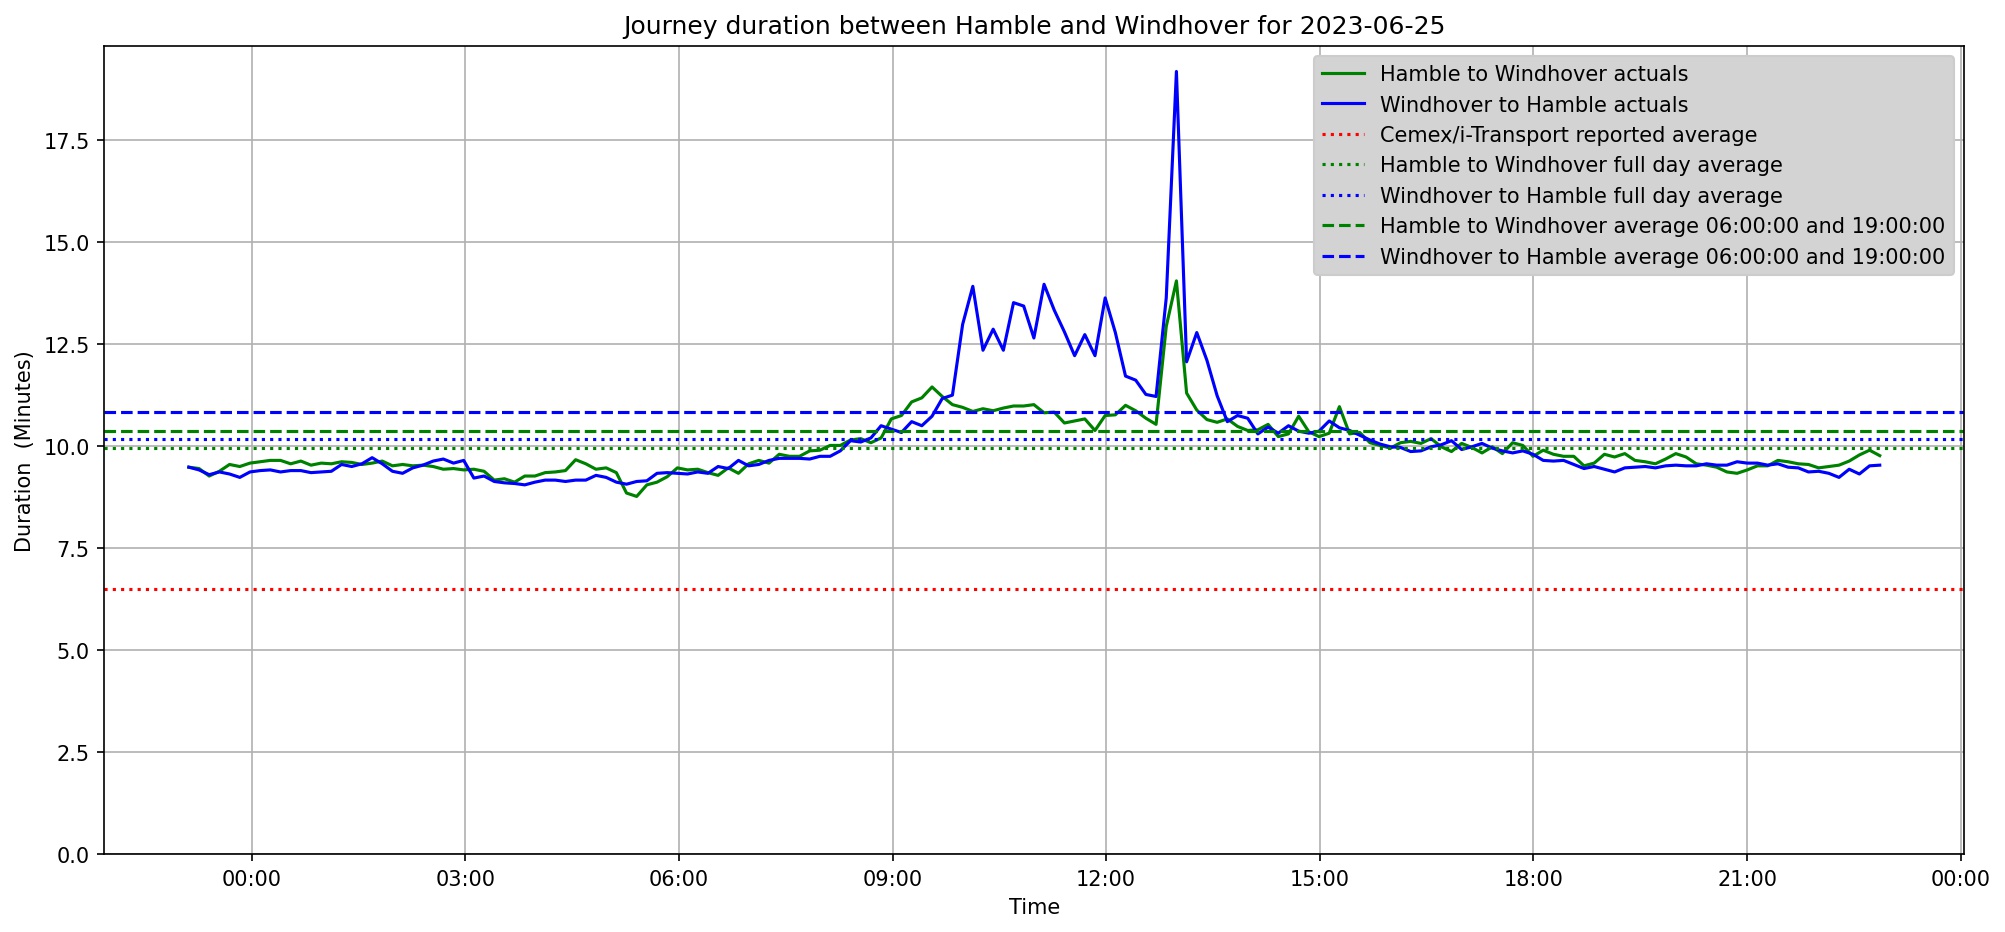 Journey duration between Hamble and Windhover for 2023-06-25
Hamble to Windhover actuals
Windhover to Hamble actuals
Cemex/i-Transport reported average
Hamble to Windhover full day average
Windhover to Hamble full day average
Hamble to Windhover average 06:00:00 and 19:00:00
Windhover to Hamble average 06:00:00 and 19:00:00
Duration  (Minutes)
17.5
15.0
12.5
10.0
7.5
5.0
2.5
0.0
00:00 03:00 06:00 09:00 12:00 15:00 18:00 21:00 00:00
Time